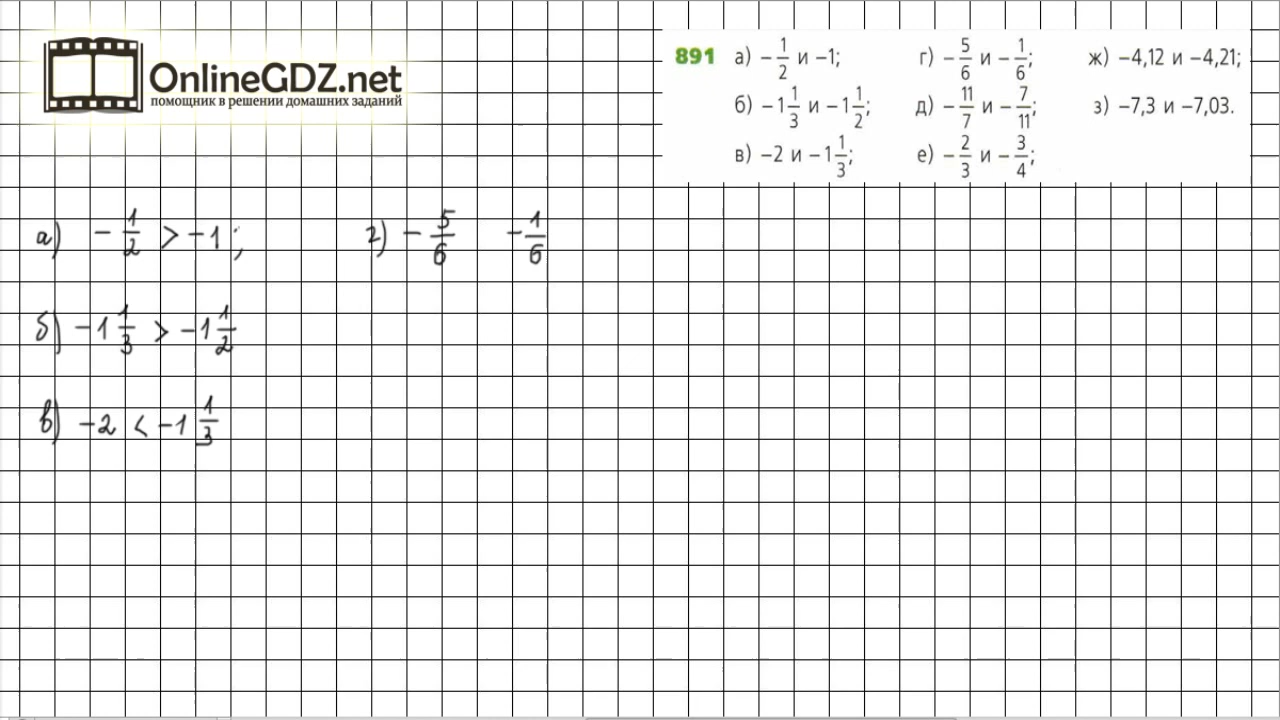 OnlineGDZ.net
помощник в решении домашних заданий
891 а) −1/2 и −1; г) −5/6 и −1/6; ж) −4,12 и −4,21;
б) −1 1/3 и −1 1/2; д) −11/7 и −7/11; з) −7,3 и −7,03.
в) −2 и −1 1/3; е) −2/3 и −3/4;
а) −1/2 > −1; г) −5/6 −1/6
б) −1 1/3 > −1 1/2
в) −2 < −1 1/3